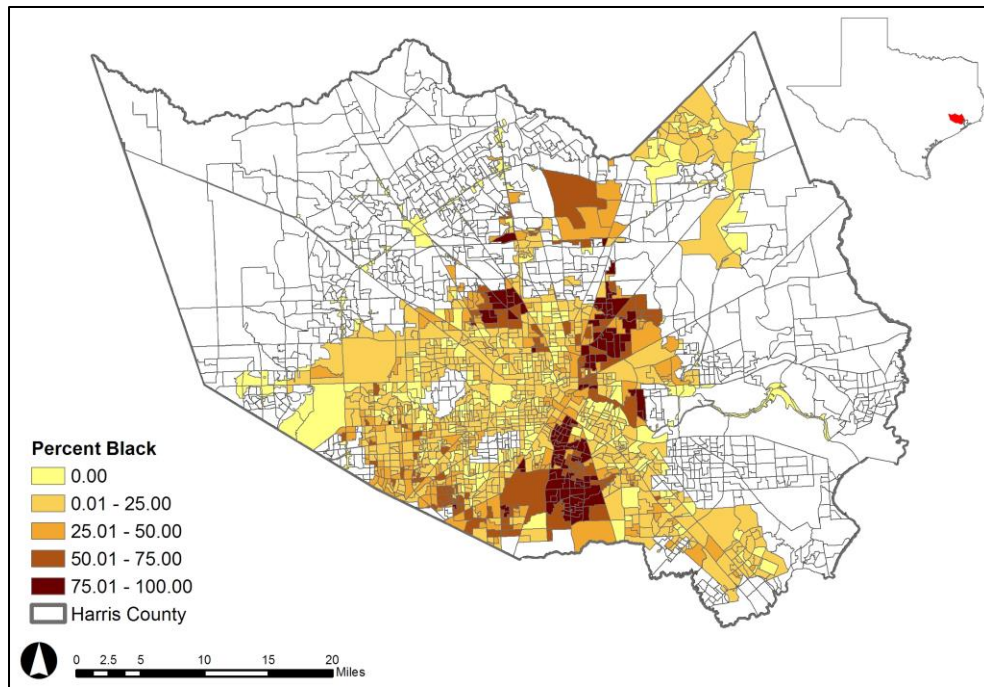 Percent Black
0.00
0.01 - 25.00
25.01 - 50.00
50.01 - 75.00
75.01 - 100.00
Harris County
0 2.5 5 10 15 20
Miles